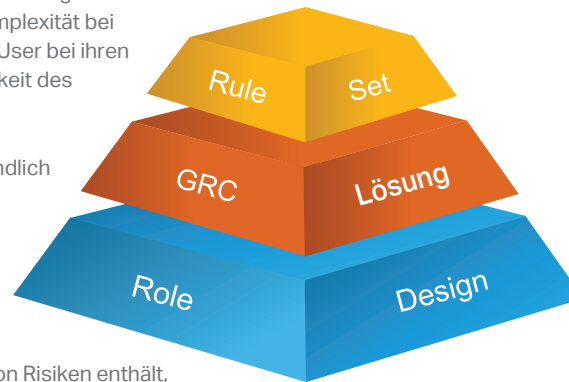 mplexität bei
User bei ihren
keit des
ndlich
on Risiken enthält,
Rule Set
GRC Lösung
Role Design